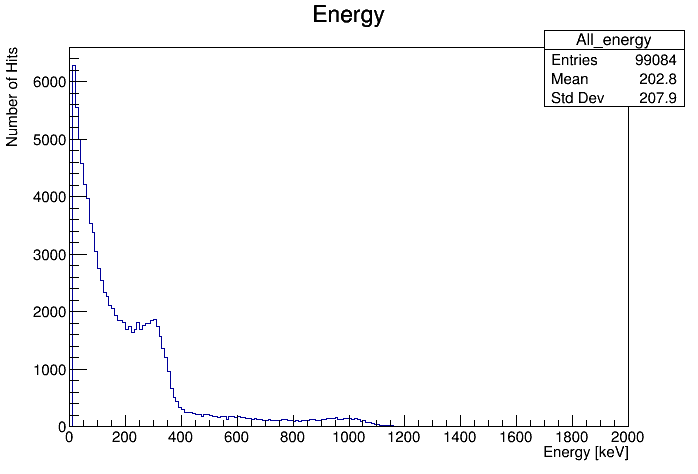 Energy
All_energy
Entries 99084
Mean 202.8
Std Dev 207.9
Number of Hits
6000
5000
4000
3000
2000
1000
0
0 200 400 600 800 1000 1200 1400 1600 1800 2000
Energy [keV]